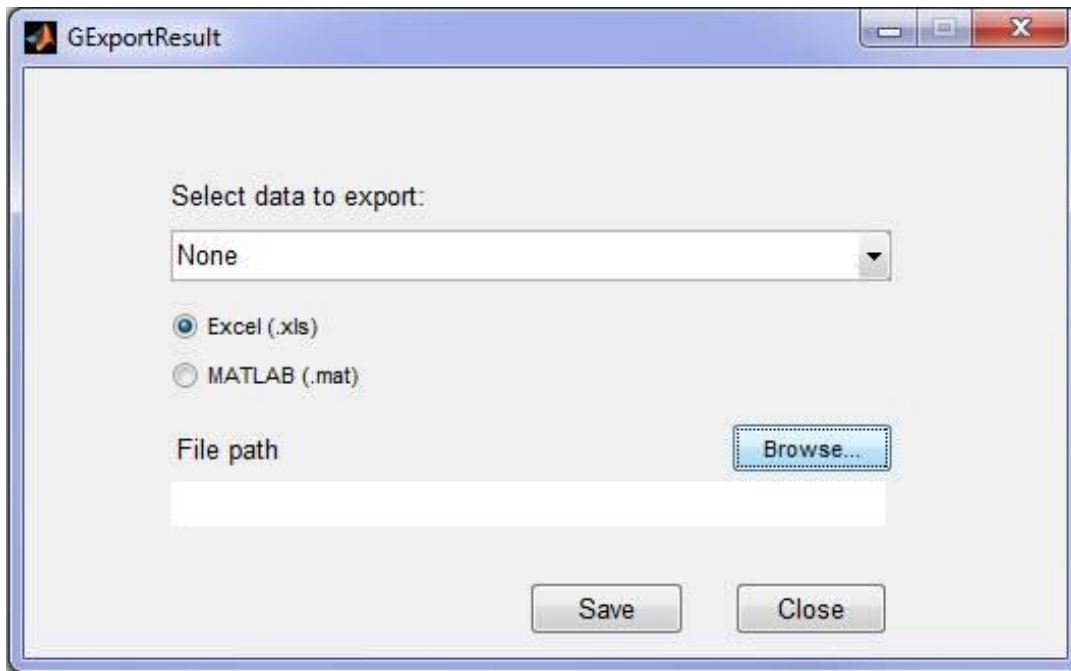 GExportResult
Select data to export:
None
Excel (.xls)
MATLAB (.mat)
File path
Browse...
Save
Close